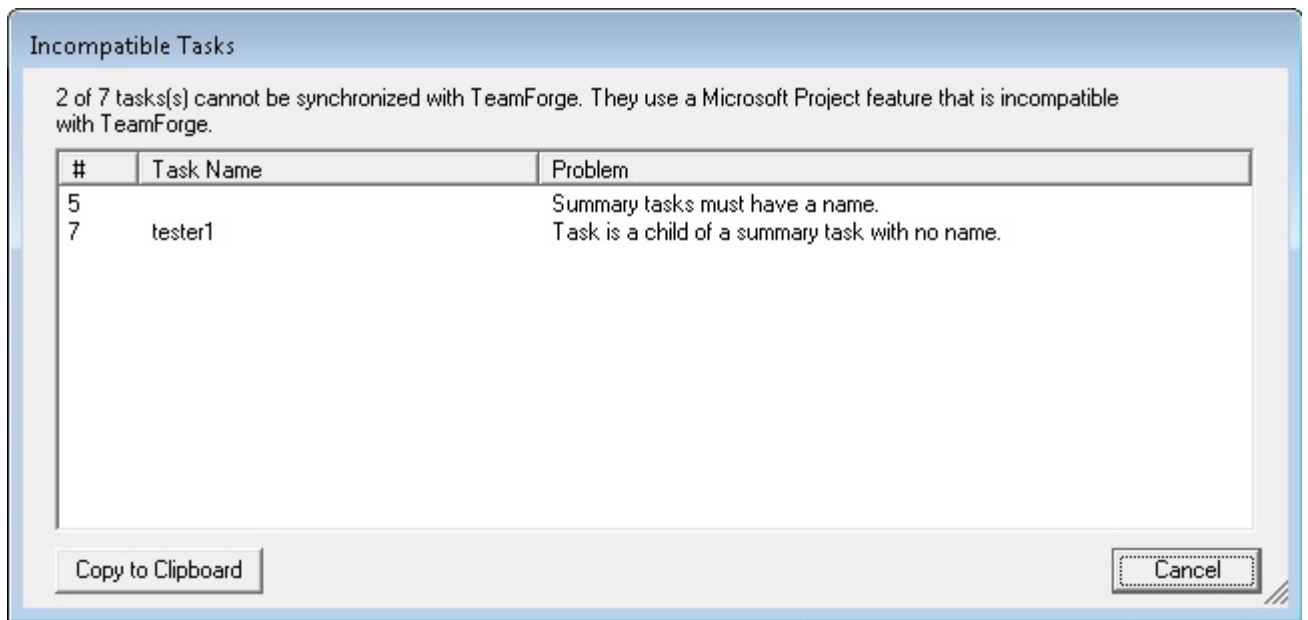 Incompatible Tasks
2 of 7 tasks(s) cannot be synchronized with TeamForge. They use a Microsoft Project feature that is incompatible
with TeamForge.
# Task Name Problem
5 Summary tasks must have a name.
7 tester1 Task is a child of a summary task with no name.
Copy to Clipboard Cancel